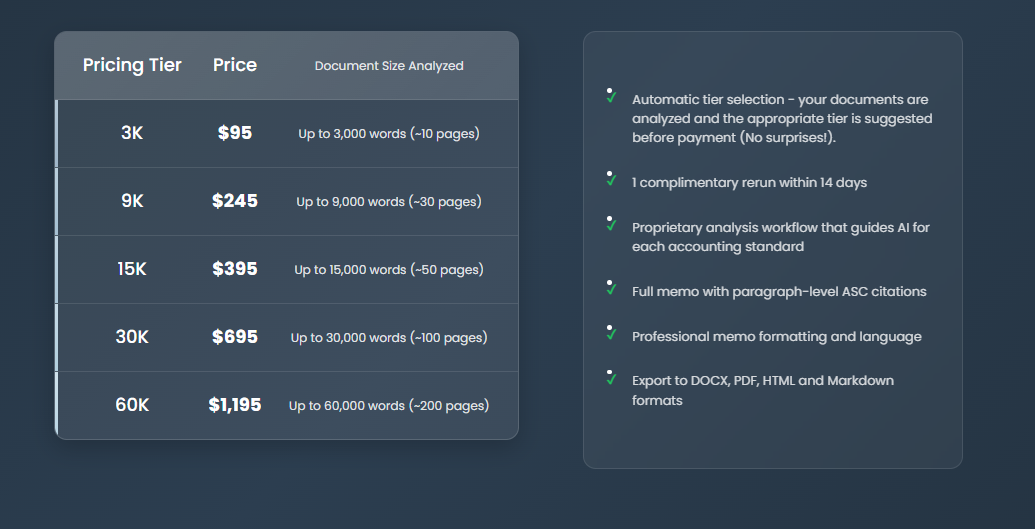 Pricing Tier Price Document Size Analyzed
3K $95 Up to 3,000 words (~10 pages)
9K $245 Up to 9,000 words (~30 pages)
15K $395 Up to 15,000 words (~50 pages)
30K $695 Up to 30,000 words (~100 pages)
60K $1,195 Up to 60,000 words (~200 pages)
Automatic tier selection - your documents are
analyzed and the appropriate tier is suggested
before payment (No surprises!).
1 complimentary rerun within 14 days
Proprietary analysis workflow that guides AI for
each accounting standard
Full memo with paragraph-level ASC citations
Professional memo formatting and language
Export to DOCX, PDF, HTML and Markdown
formats